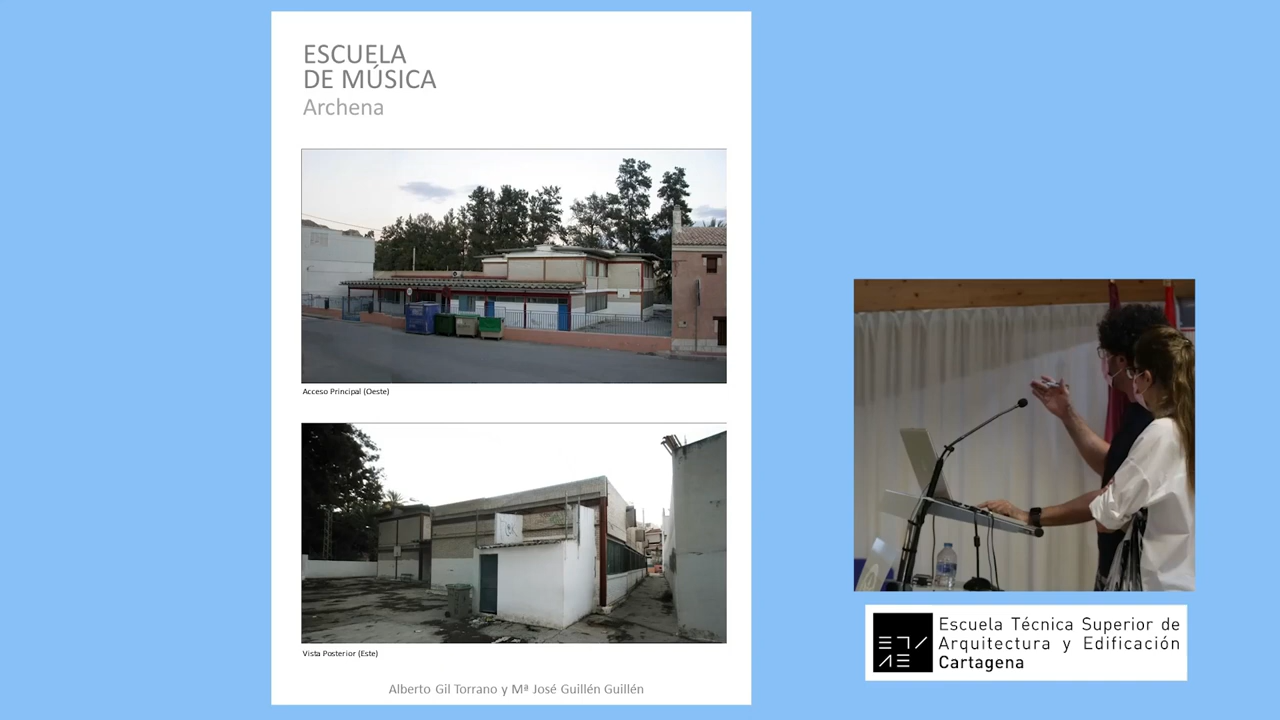 ESCUELA
DE MÚSICA
Archena
Acceso Principal (Oeste)
Vista Posterior (Este)
Alberto Gil Torrano y Mª José Guillén Guillén
Escuela Técnica Superior de
Arquitectura y Edificación
Cartagena